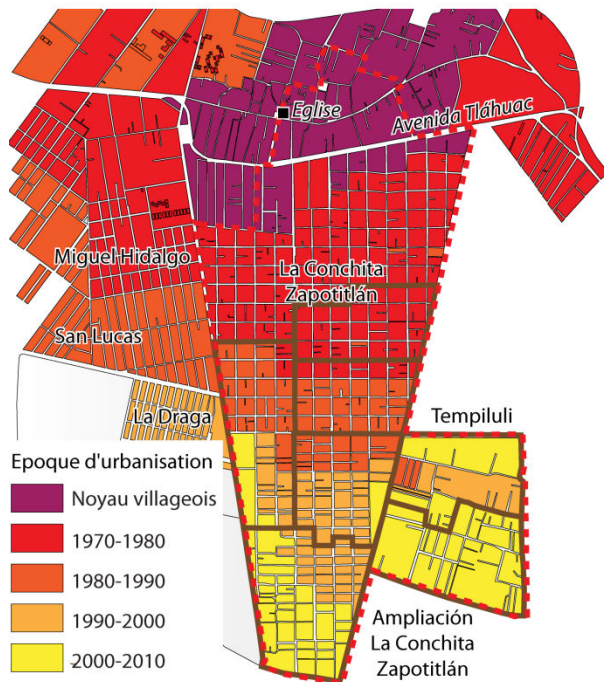 Eglise
Avenida Tláhuac
Miguel Hidalgo
La Conchita
Zapotitlán
San Lucas
La Draga
Tempiluli
Epoque d'urbanisation
Noyau villageois
1970-1980
1980-1990
1990-2000
2000-2010
Ampliación
La Conchita
Zapotitlán